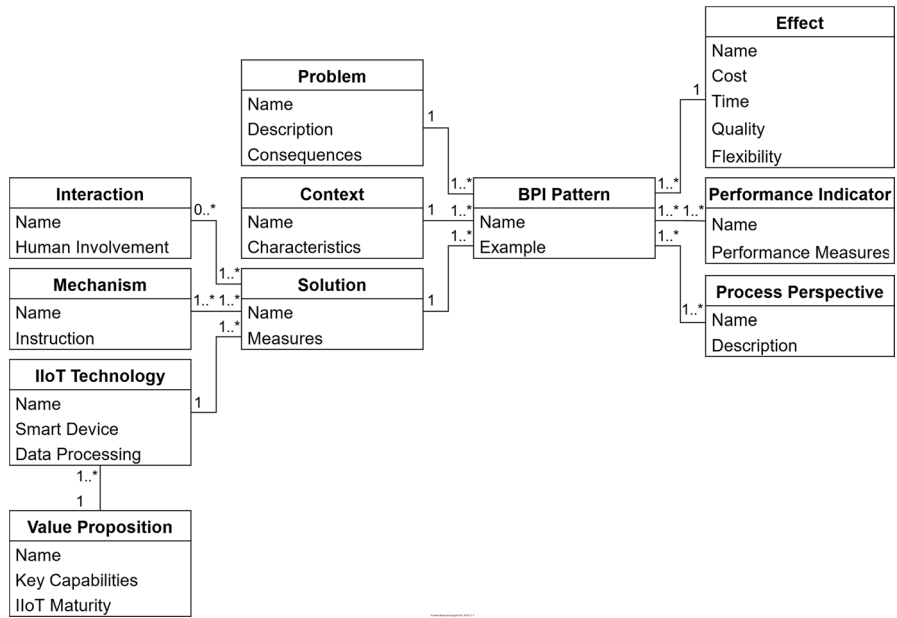 Effect
Name
Cost
Time
Quality
Flexibility
1
1..*
Problem
Name
Description
Consequences
1
1..*
Interaction
Name
Human Involvement
0..*
1..*
Context
Name
Characteristics
1
1..*
BPI Pattern
Name
Example
1..*
1..*
1..*
Performance Indicator
Name
Performance Measures
1..*
1..*
Mechanism
Name
Instruction
1..*
1..*
Solution
Name
Measures
1
1..*
Process Perspective
Name
Description
IIoT Technology
Name
Smart Device
Data Processing
1
1..*
1
Value Proposition
Name
Key Capabilities
IIoT Maturity